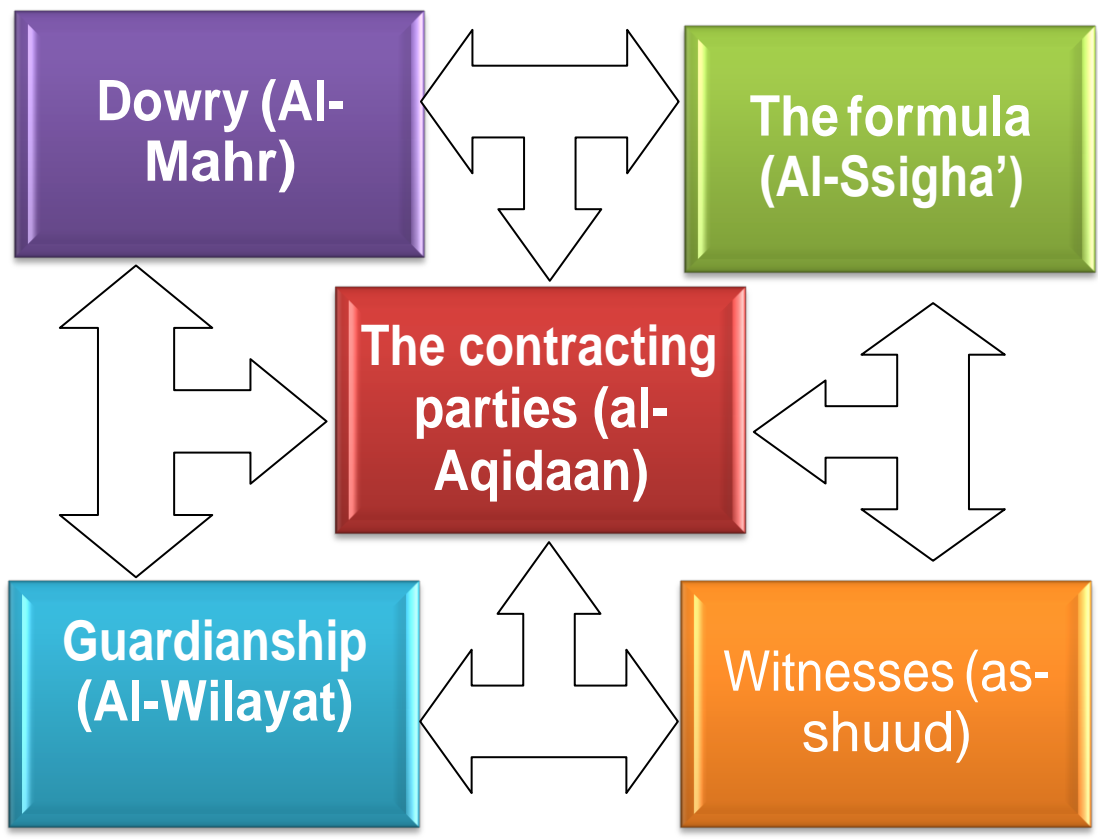 Dowry (Al-
Mahr)
The formula
(Al-Ssigha’)
The contracting
parties (al-
Aqidaan)
Guardianship
(Al-Wilayat)
Witnesses (as-
shuud)